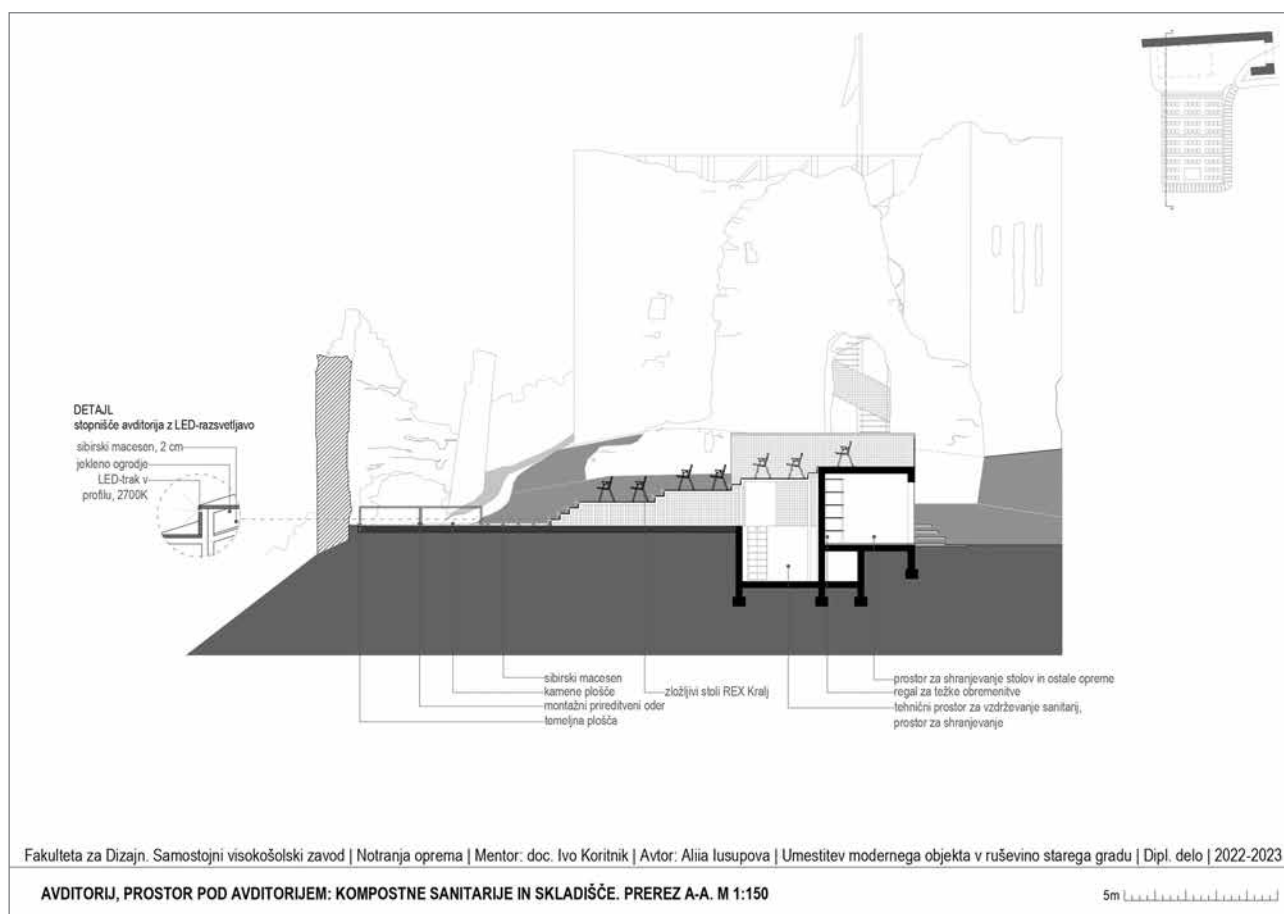 DETAJL
stopnišče avditorija z LED-razsvetljavo
sibirski macesen, 2 cm
jekleno ogrodje
LED-trak v
profilu, 2700K
sibirski macesen
kamene plošče
montažni prireditveni oder
temeljna plošča
zložljivi stoli REX Kralj
prostor za shranjevanje stolov in ostale opreme
regal za težke obremenitve
tehnični prostor za vzdrževanje sanitarij,
prostor za shranjevanje
Fakulteta za Dizajn. Samostojni visokošolski zavod | Notranja oprema | Mentor: doc. Ivo Koritnik | Avtor: Aliia Iusupova | Umestitev modernega objekta v ruševino starega gradu | Dipl. delo | 2022-2023
AVDITORIJ, PROSTOR POD AVDITORIJEM: KOMPOSTNE SANITARIJE IN SKLADIŠČE. PREREZ A-A. M 1:150
5m